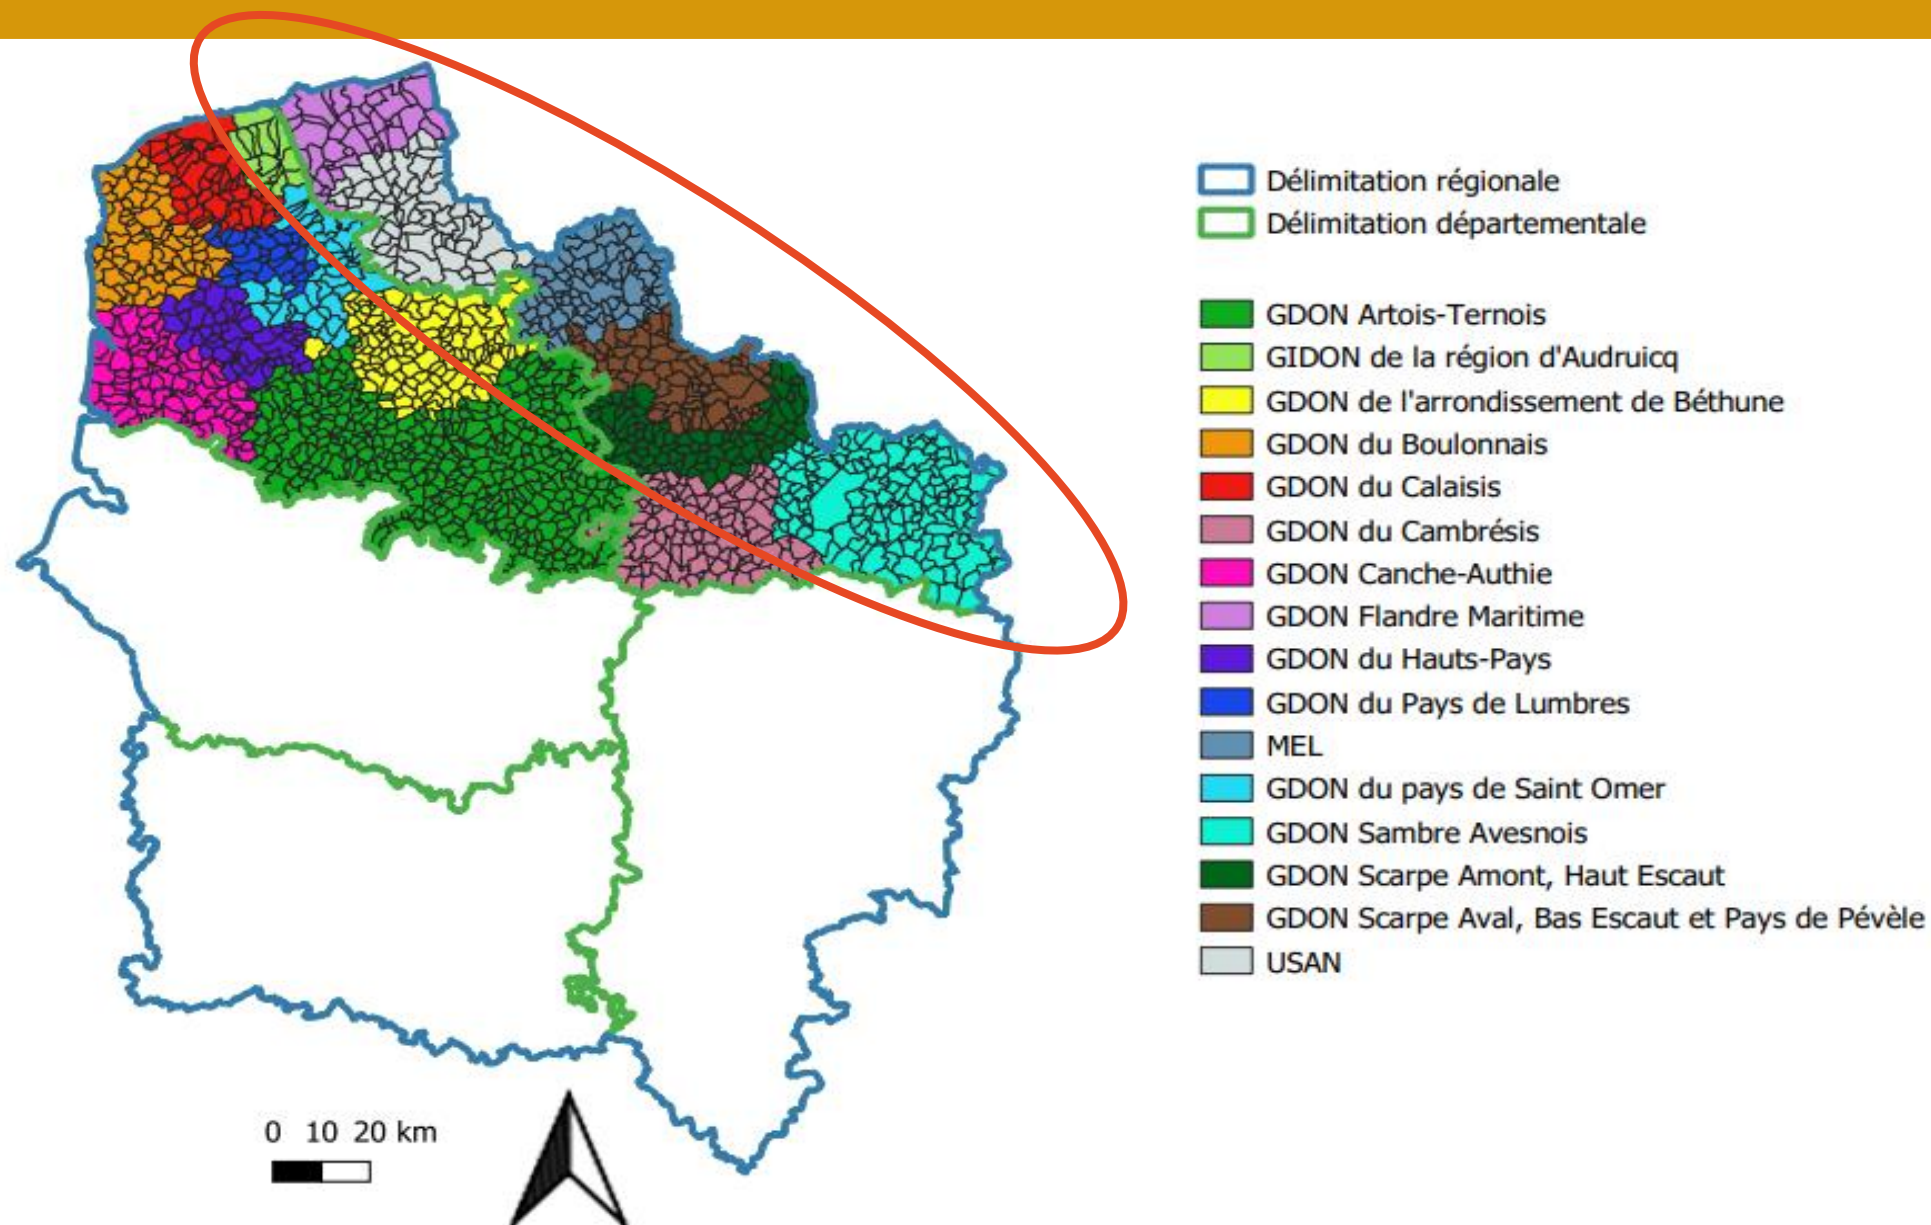 Délimitation régionale
Délimitation départementale
GDON Artois-Ternois
GIDON de la région d'Audruicq
GDON de l'arrondissement de Béthune
GDON du Boulonnais
GDON du Calaisis
GDON du Cambrésis
GDON Canche-Authie
GDON Flandre Maritime
GDON du Hauts-Pays
GDON du Pays de Lumbres
MEL
GDON du pays de Saint Omer
GDON Sambre Avesnois
GDON Scarpe Amont, Haut Escaut
GDON Scarpe Aval, Bas Escaut et Pays de Pévèle
USAN
0 10 20 km